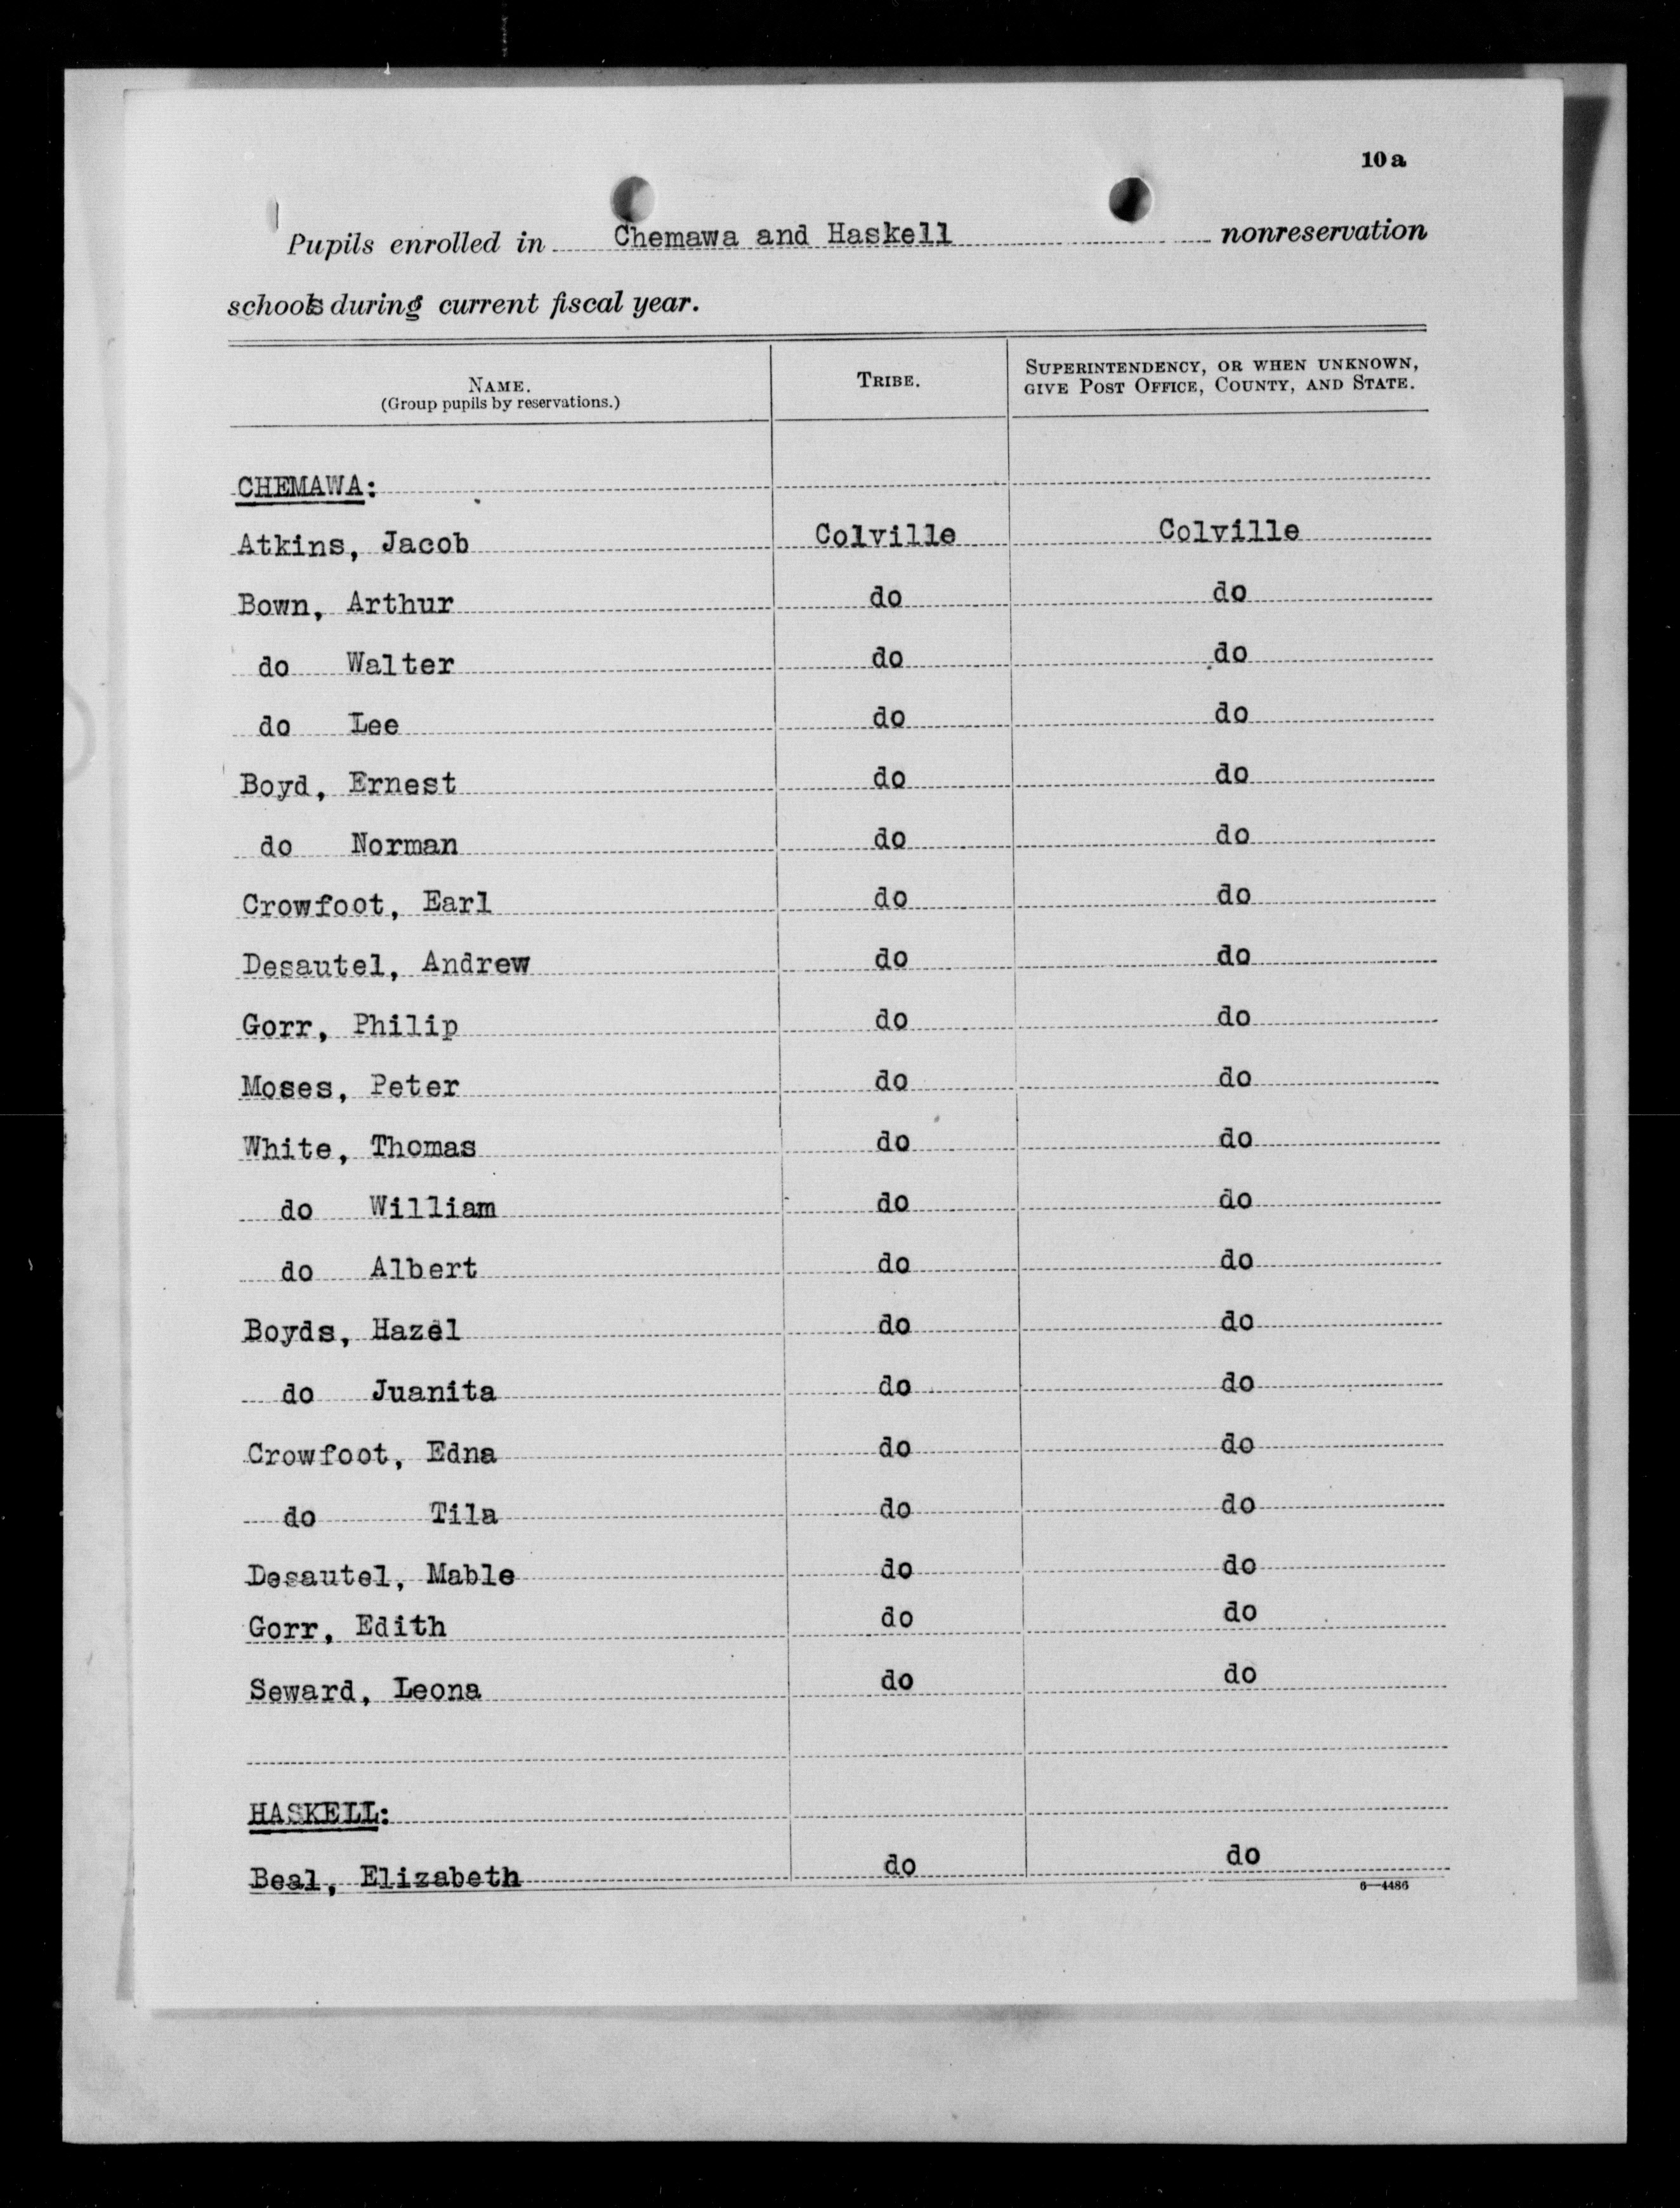 10a
Pupils enrolled in Chemawa and Haskell nonreservation
schools during current fiscal year.
NAME. TRIBE. SUPERINTENDENCY, OR WHEN UNKNOWN,
(Group pupils by reservations.) GIVE POST OFFICE, COUNTY, AND STATE.
CHEMAWA:
Atkins, Jacob Colville Colville
Bown, Arthur do do
do Walter do do
do Lee do do
Boyd, Ernest do do
do Norman do do
Crowfoot, Earl do do
Desautel, Andrew do do
Gorr, Philip do do
Moses, Peter do do
White, Thomas do do
do William do do
do Albert do do
Boyds, Hazel do do
do Juanita do do
Crowfoot, Edna do do
do Tila do do
Desautel, Mable do do
Gorr, Edith do do
Seward, Leona do do
HASKELL:
Beal, Elizabeth do do
6—4486